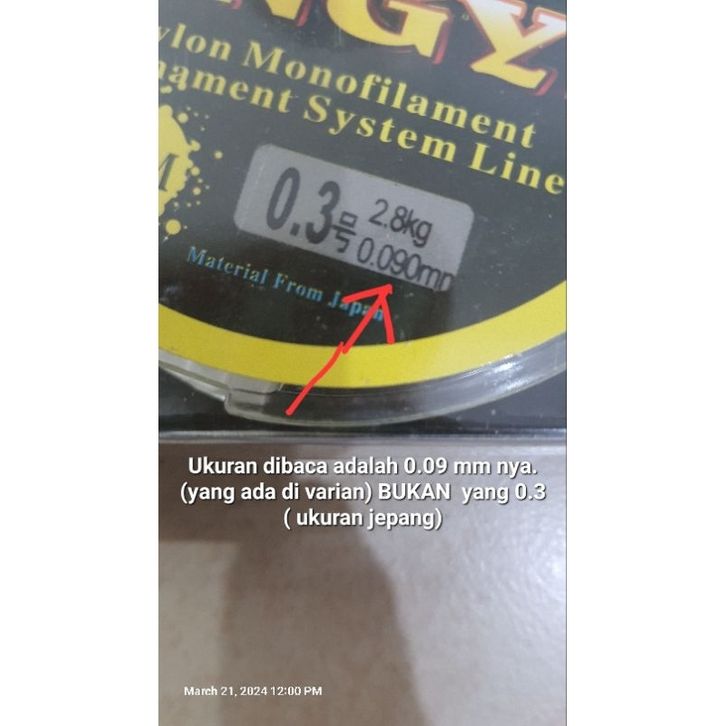 NGY
ylon Monofilament
nament System Line
M
0.3号 2.8kg
0.090mm
Material From Japan
Ukuran dibaca adalah 0.09 mm nya.
(yang ada di varian) BUKAN yang 0.3
( ukuran jepang)
March 21, 2024 12:00 PM